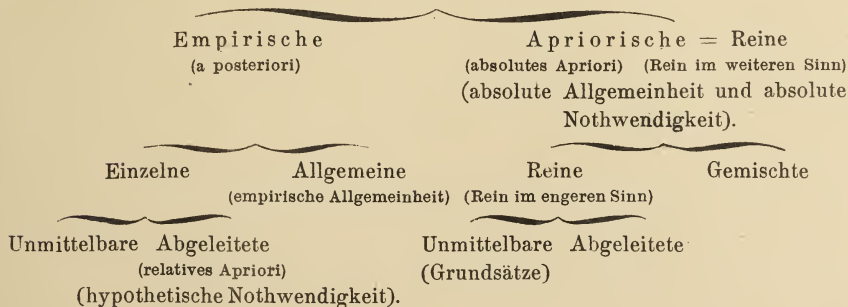 Empirische Apriorische = Reine
(a posteriori) (absolutes Apriori) (Rein im weiteren Sinn)
(absolute Allgemeinheit und absolute
Nothwendigkeit).
Einzelne Allgemeine Reine Gemischte
(empirische Allgemeinheit) (Rein im engeren Sinn)
Unmittelbare Abgeleitete Unmittelbare Abgeleitete
(relatives Apriori) (Grundsätze)
(hypothetische Nothwendigkeit).